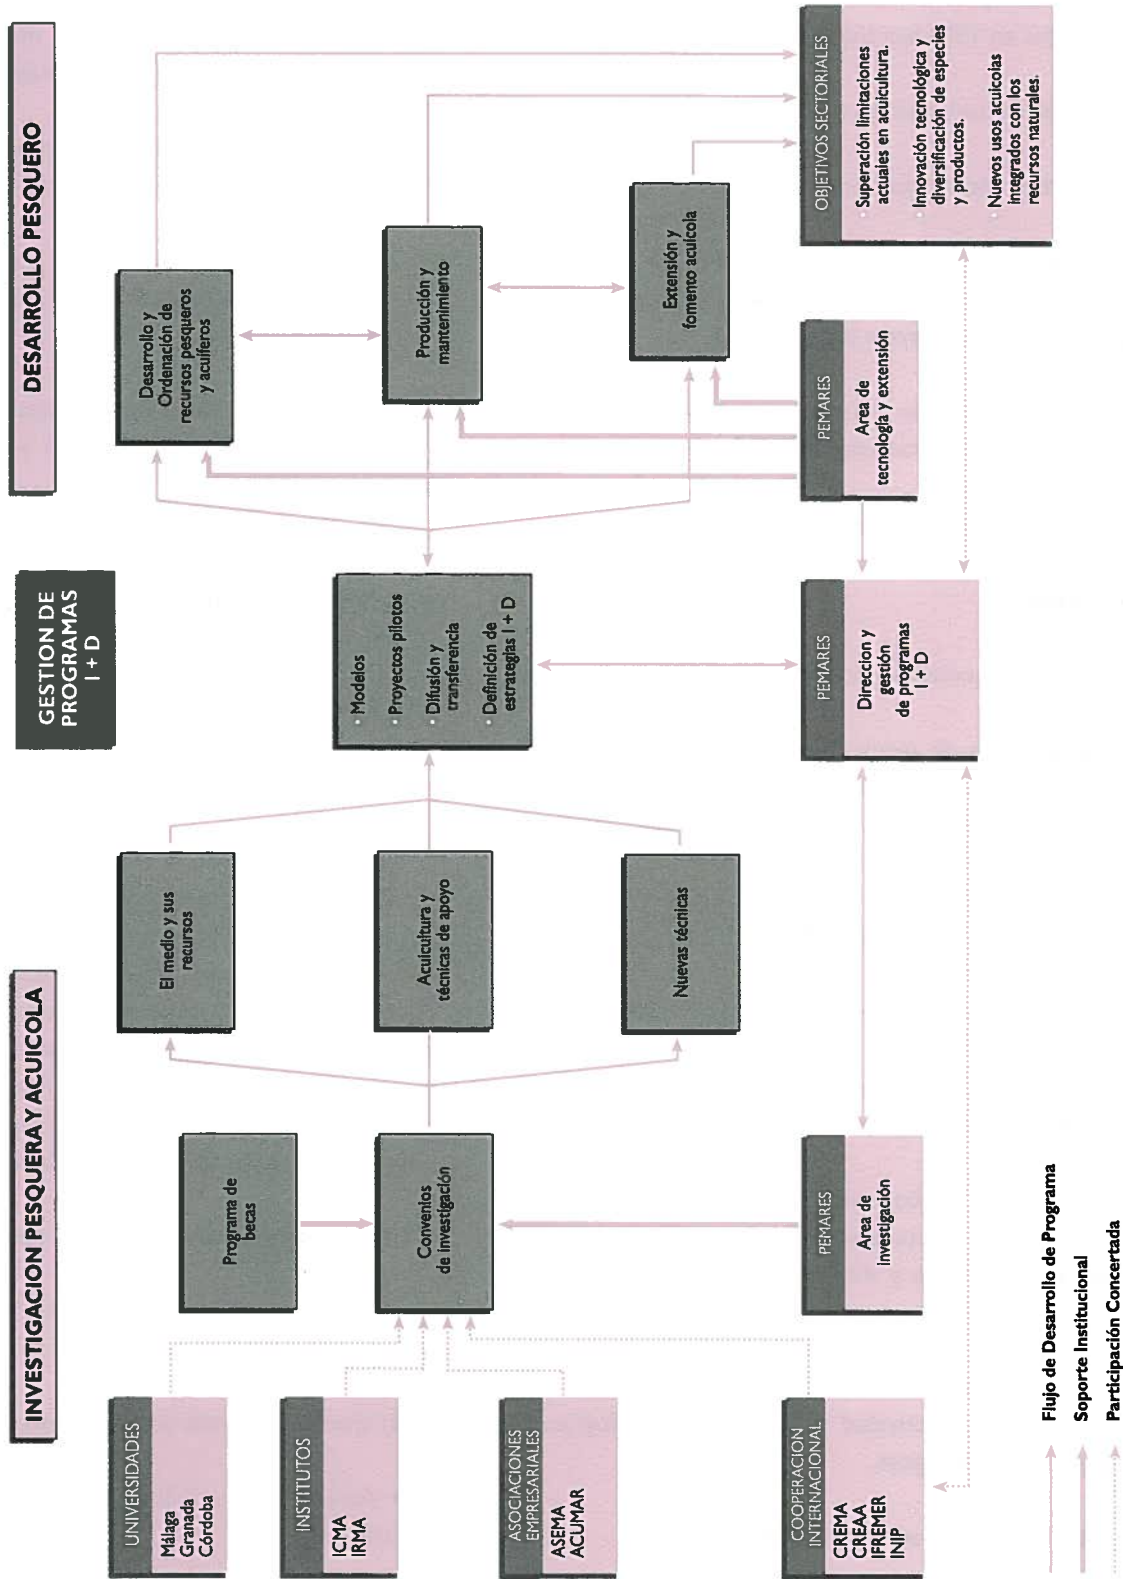 INVESTIGACION PESQUERA Y ACUICOLA
GESTION DE
PROGRAMAS
I + D
DESARROLLO PESQUERO
UNIVERSIDADES
Málaga
Granada
Córdoba
INSTITUTOS
ICMA
IRMA
ASOCIACIONES
EMPRESARIALES
ASEMA
ACUMAR
COOPERACION
INTERNACIONAL
CREMA
CREAA
IFREMER
INIP
Programa de
becas
Convenios
de investigación
PEMARES
Area de
investigación
El medio y sus
recursos
Acuicultura y
técnicas de apoyo
Nuevas técnicas
· Modelos
· Proyectos pilotos
· Difusión y
transferencia
· Definición de
estrategias I + D
PEMARES
Direccion y
gestión
de programas
I + D
Desarrollo y
Ordenación de
recursos pesqueros
y acuíferos
Producción y
mantenimiento
Extensión y
fomento acuicola
PEMARES
Area de
tecnología y extensión
OBJETIVOS SECTORIALES
· Superación limitaciones
actuales en acuicultura.
· Innovación tecnológica y
diversificación de especies
y productos.
· Nuevos usos acuicolas
integrados con los
recursos naturales.
Flujo de Desarrollo de Programa
Soporte Institucional
Participación Concertada